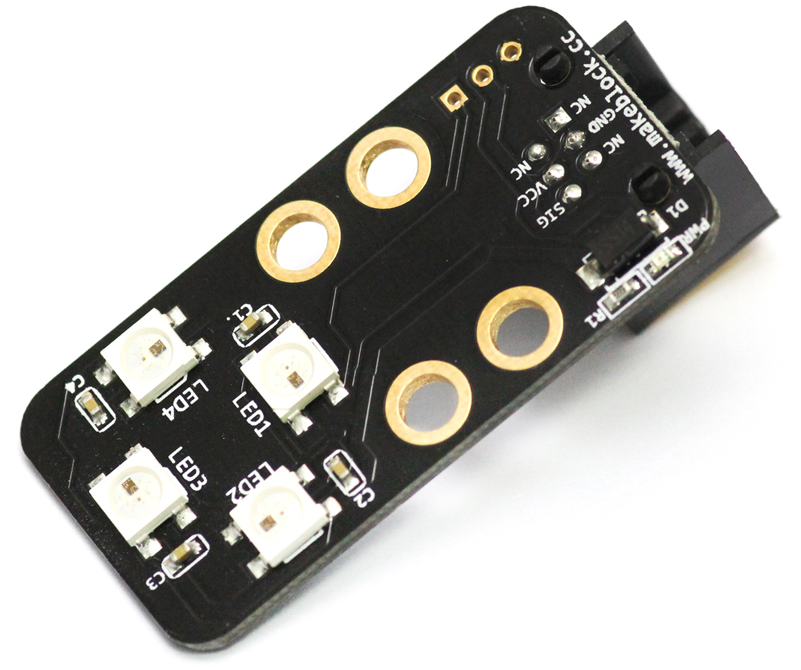 www.makeblock.cc
NC
GND
NC
NC
VCC
SIG
D1
PWR
R1
C1
LED1
LED4
C4
LED3
LED2
C2
C3